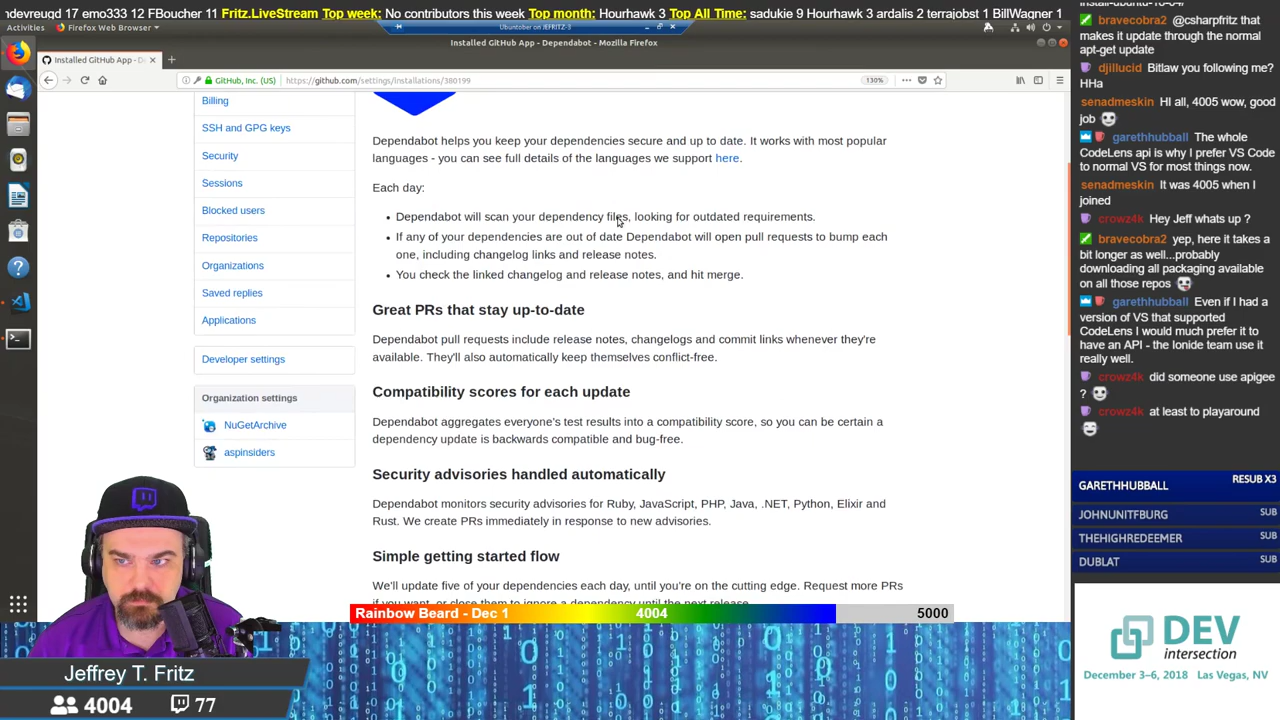 ndevreugd 17 emo333 12 FBoucher 11 Fritz.LiveStream Top week: No contributors this week Top month: Hourhawk 3 Top All Time: sadukie 9 Hourhawk 3 ardalis 2 terrajobst 1 BillWagner 1
Activities
Firefox Web Browser
Ubuntober on JEFRITZ-3
Installed GitHub App - Dependabot - Mozilla Firefox
Installed GitHub App - D
GitHub, Inc. (US)
https://github.com/settings/installations/380199
130%
Billing
SSH and GPG keys
Security
Sessions
Blocked users
Repositories
Organizations
Saved replies
Applications
Developer settings
Organization settings
NuGetArchive
aspinsiders
Dependabot helps you keep your dependencies secure and up to date. It works with most popular
languages - you can see full details of the languages we support here.
Each day:
• Dependabot will scan your dependency files, looking for outdated requirements.
• If any of your dependencies are out of date Dependabot will open pull requests to bump each
one, including changelog links and release notes.
• You check the linked changelog and release notes, and hit merge.
Great PRs that stay up-to-date
Dependabot pull requests include release notes, changelogs and commit links whenever they're
available. They'll also automatically keep themselves conflict-free.
Compatibility scores for each update
Dependabot aggregates everyone's test results into a compatibility score, so you can be certain a
dependency update is backwards compatible and bug-free.
Security advisories handled automatically
Dependabot monitors security advisories for Ruby, JavaScript, PHP, Java, .NET, Python, Elixir and
Rust. We create PRs immediately in response to new advisories.
Simple getting started flow
We'll update five of your dependencies each day, until you're on the cutting edge. Request more PRs
if you want, or close them to ignore a dependency until the next release.
Rainbow Beard - Dec 1
4004
5000
Jeffrey T. Fritz
4004
77
bravecobra2 @csharpfritz that
makes it update through the normal
apt-get update
djillucid Bitlaw you following me?
HHa
senadmeskin HI all, 4005 wow, good
job
garethhubball The whole
CodeLens api is why I prefer VS Code
to normal VS for most things now.
senadmeskin It was 4005 when I
joined
crowz4k Hey Jeff whats up ?
bravecobra2 yep, here it takes a
bit longer as well...probably
downloading all packaging available
on all those repos
garethhubball Even if I had a
version of VS that supported
CodeLens I would much prefer it to
have an API - the Ionide team use it
really well.
crowz4k did someone use apigee
?
crowz4k at least to playaround
GARETHHUBBALL RESUB X3
JOHNUNITFBURG SUB
THEHIGHREDEEMER SUB
DUBLAT SUB
DEV
intersection
December 3–6, 2018 Las Vegas, NV